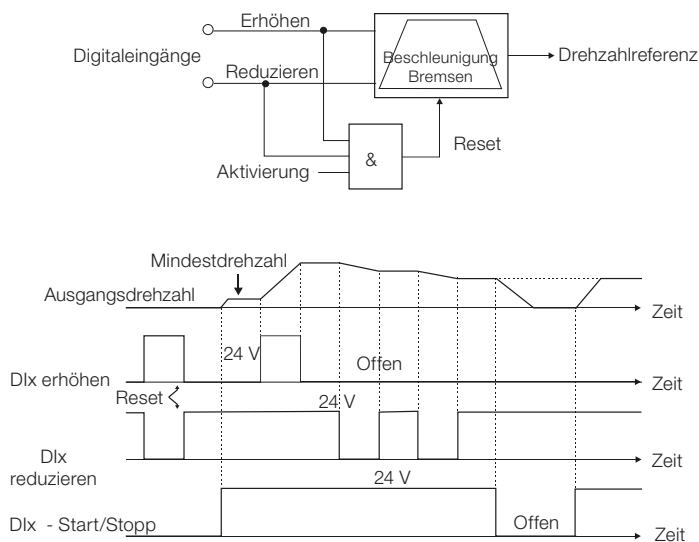 Erhöhen
Digitaleingänge
Reduzieren
Beschleunigung
Bremsen
Drehzahlreferenz
Reset
&
Aktivierung
Mindestdrehzahl
Ausgangsdrehzahl
Zeit
24 V
Offen
DIx erhöhen
Zeit
Reset
24 V
DIx
reduzieren
Zeit
24 V
DIx - Start/Stopp
Offen
Zeit